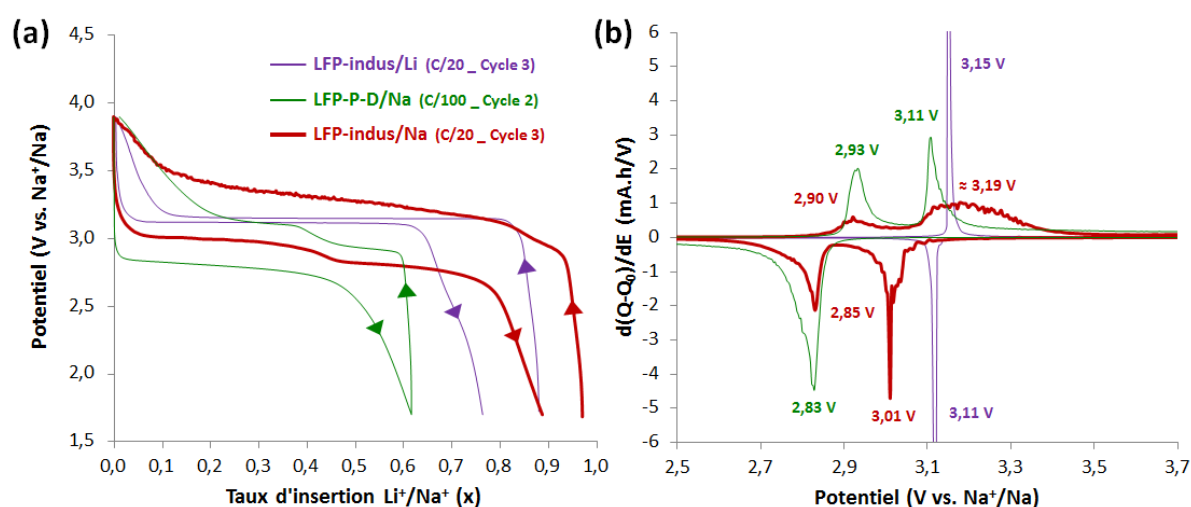 (a)
4,5
4,0
3,5
3,0
2,5
2,0
1,5
Potentiel (V vs. Na⁺/Na)
LFP-indus/Li (C/20 _ Cycle 3)
LFP-P-D/Na (C/100 _ Cycle 2)
LFP-indus/Na (C/20 _ Cycle 3)
0,0 0,1 0,2 0,3 0,4 0,5 0,6 0,7 0,8 0,9 1,0
Taux d'insertion Li⁺/Na⁺ (x)
(b)
6
5
4
3
2
1
0
-1
-2
-3
-4
-5
-6
d(Q-Q₀)/dE (mA.h/V)
3,15 V
3,11 V
2,93 V
2,90 V
≈ 3,19 V
2,85 V
2,83 V
3,01 V
3,11 V
2,5 2,7 2,9 3,1 3,3 3,5 3,7
Potentiel (V vs. Na⁺/Na)